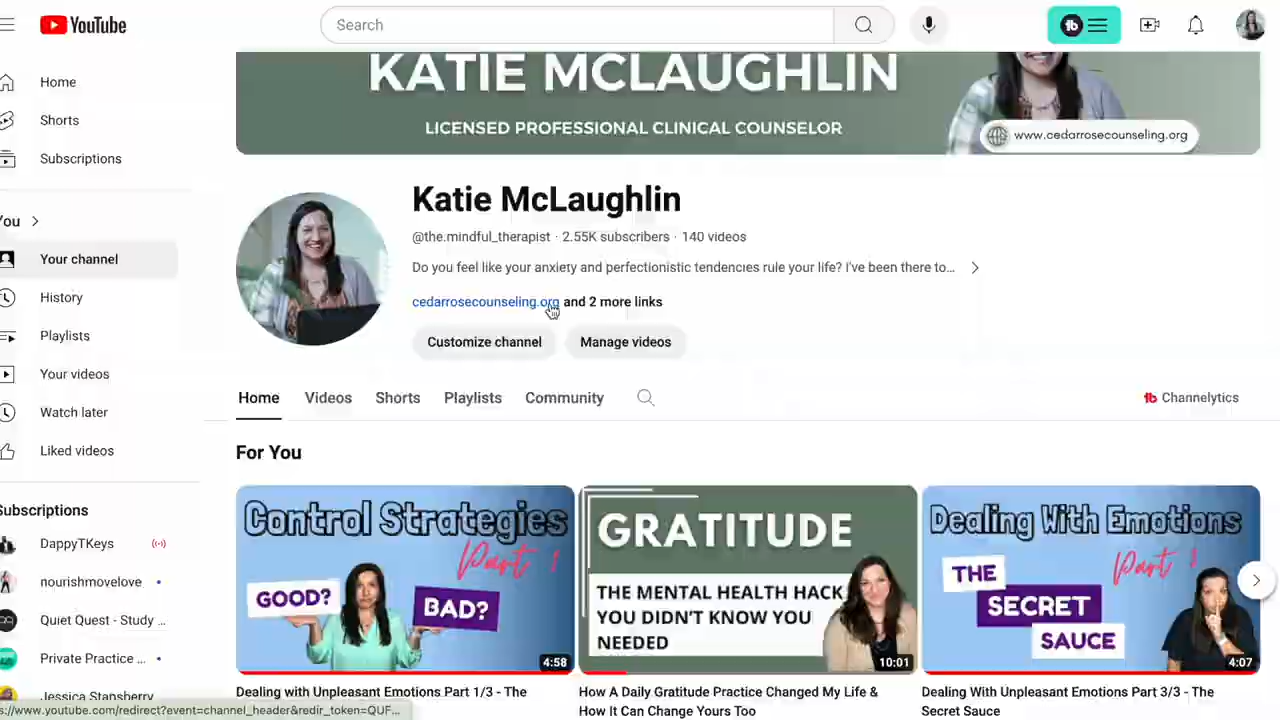 YouTube
Search
tb
KATIE MCLAUGHLIN
LICENSED PROFESSIONAL CLINICAL COUNSELOR
www.cedarrosecounseling.org
Home
Shorts
Subscriptions
You
Your channel
History
Playlists
Your videos
Watch later
Liked videos
Subscriptions
DappyTKeys
nourishmovelove
Quiet Quest - Study ...
Private Practice ...
Jessica Stansberry
Katie McLaughlin
@the.mindful_therapist · 2.55K subscribers · 140 videos
Do you feel like your anxiety and perfectionistic tendencies rule your life? I've been there to...
cedarrosecounseling.org and 2 more links
Customize channel
Manage videos
Home Videos Shorts Playlists Community
tb Channelytics
For You
Control Strategies
Part 1
GOOD?
BAD?
4:58
Dealing with Unpleasant Emotions Part 1/3 - The
GRATITUDE
THE MENTAL HEALTH HACK
YOU DIDN'T KNOW YOU
NEEDED
10:01
How A Daily Gratitude Practice Changed My Life &
How It Can Change Yours Too
Dealing With Emotions
Part 1
THE
SECRET
SAUCE
4:07
Dealing With Unpleasant Emotions Part 3/3 - The
Secret Sauce
s://www.youtube.com/redirect?event=channel_header&redir_token=QUF...